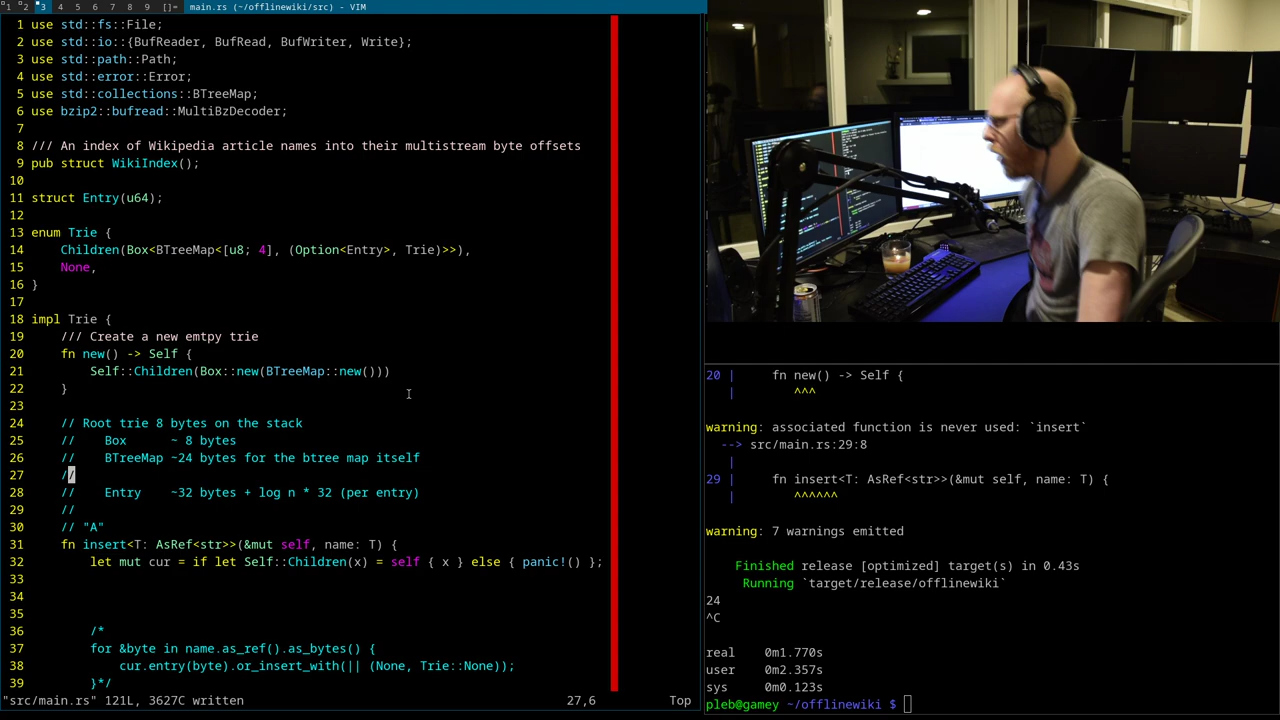 1 2 3 4 5 6 7 8 9 []= main.rs (~/offlinewiki/src) - VIM
1 use std::fs::File;
2 use std::io::{BufReader, BufRead, BufWriter, Write};
3 use std::path::Path;
4 use std::error::Error;
5 use std::collections::BTreeMap;
6 use bzip2::bufread::MultiBzDecoder;
7
8 /// An index of Wikipedia article names into their multistream byte offsets
9 pub struct WikiIndex();
10
11 struct Entry(u64);
12
13 enum Trie {
14     Children(Box<BTreeMap<[u8; 4], (Option<Entry>, Trie)>>),
15     None,
16 }
17
18 impl Trie {
19     /// Create a new emtpy trie
20     fn new() -> Self {
21         Self::Children(Box::new(BTreeMap::new()))
22     }
23
24     // Root trie 8 bytes on the stack
25     //    Box      ~ 8 bytes
26     //    BTreeMap ~24 bytes for the btree map itself
27     //
28     //    Entry    ~32 bytes + log n * 32 (per entry)
29     //
30     // "A"
31     fn insert<T: AsRef<str>>(&mut self, name: T) {
32         let mut cur = if let Self::Children(x) = self { x } else { panic!() };
33
34
35
36         /*
37         for &byte in name.as_ref().as_bytes() {
38             cur.entry(byte).or_insert_with(|| (None, Trie::None));
39         }*/
"src/main.rs" 121L, 3627C written 27,6 Top
20 |     fn new() -> Self {
   |        ^^^
warning: associated function is never used: `insert`
  --> src/main.rs:29:8
   |
29 |     fn insert<T: AsRef<str>>(&mut self, name: T) {
   |        ^^^^^^
warning: 7 warnings emitted
    Finished release [optimized] target(s) in 0.43s
     Running `target/release/offlinewiki`
24
^C
real    0m1.770s
user    0m2.357s
sys     0m0.123s
pleb@gamey ~/offlinewiki $